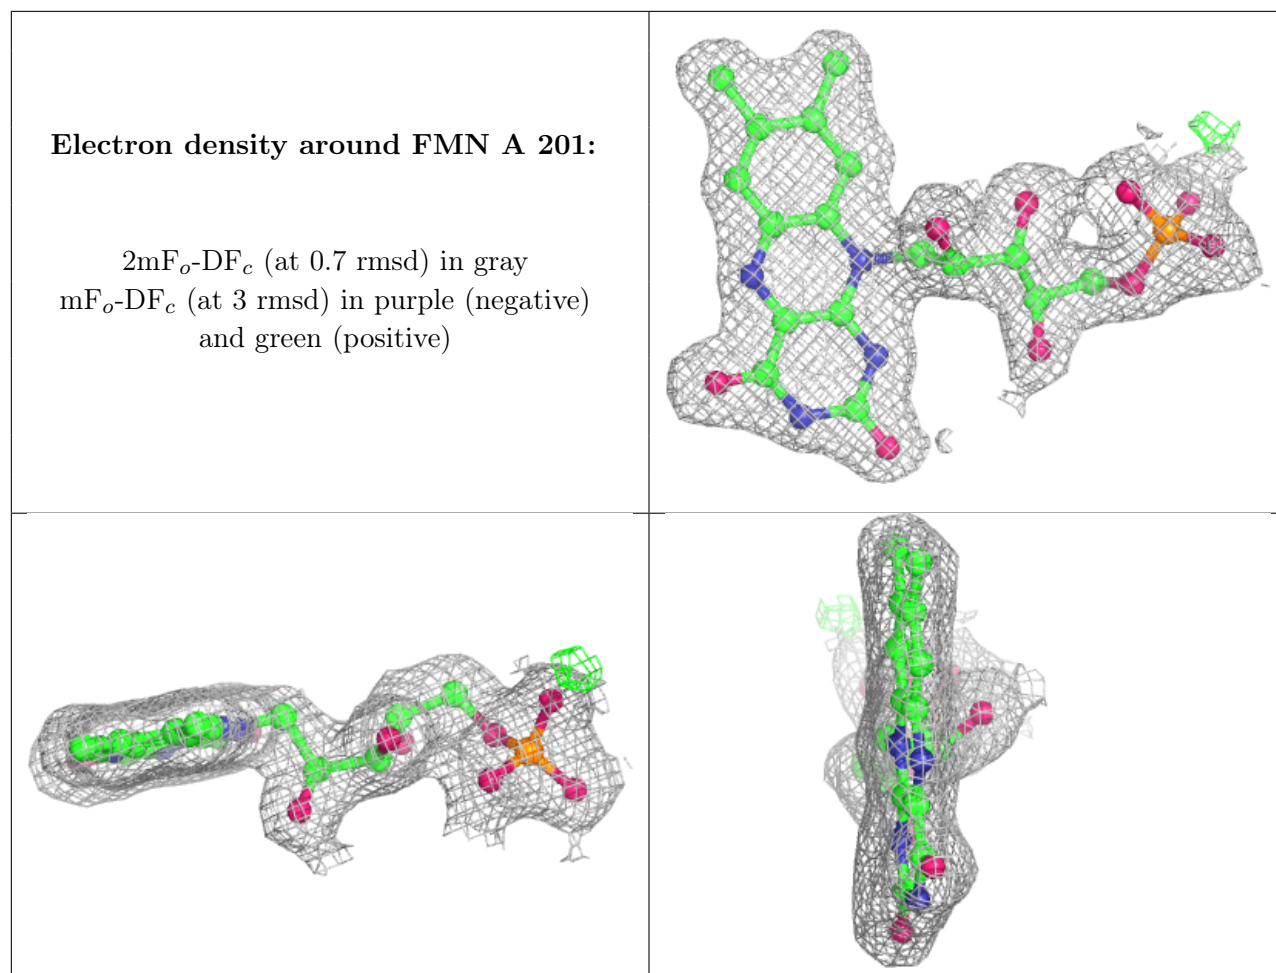 Electron density around FMN A 201:
2mFo-DFc (at 0.7 rmsd) in gray
mFo-DFc (at 3 rmsd) in purple (negative)
and green (positive)